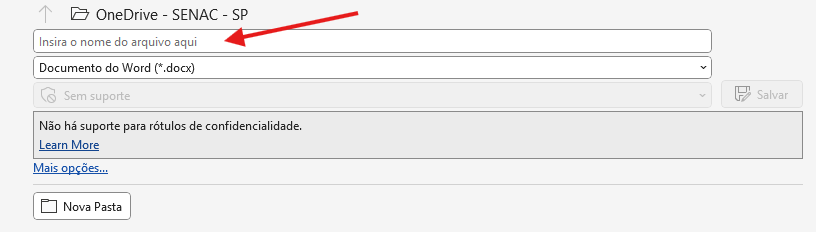 OneDrive - SENAC - SP
Insira o nome do arquivo aqui
Documento do Word (*.docx)
Sem suporte
Salvar
Não há suporte para rótulos de confidencialidade.
Learn More
Mais opções...
Nova Pasta